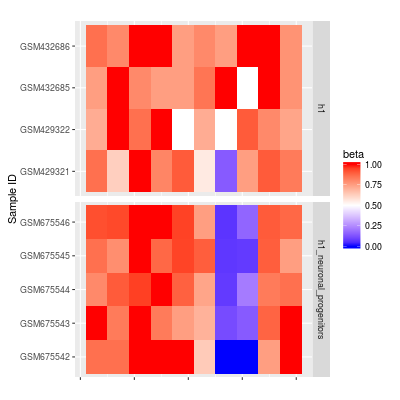 GSM432686
GSM432685
GSM429322
GSM429321
h1
GSM675546
GSM675545
GSM675544
GSM675543
GSM675542
h1_neuronal_progenitors
Sample ID
beta
1.00
0.75
0.50
0.25
0.00